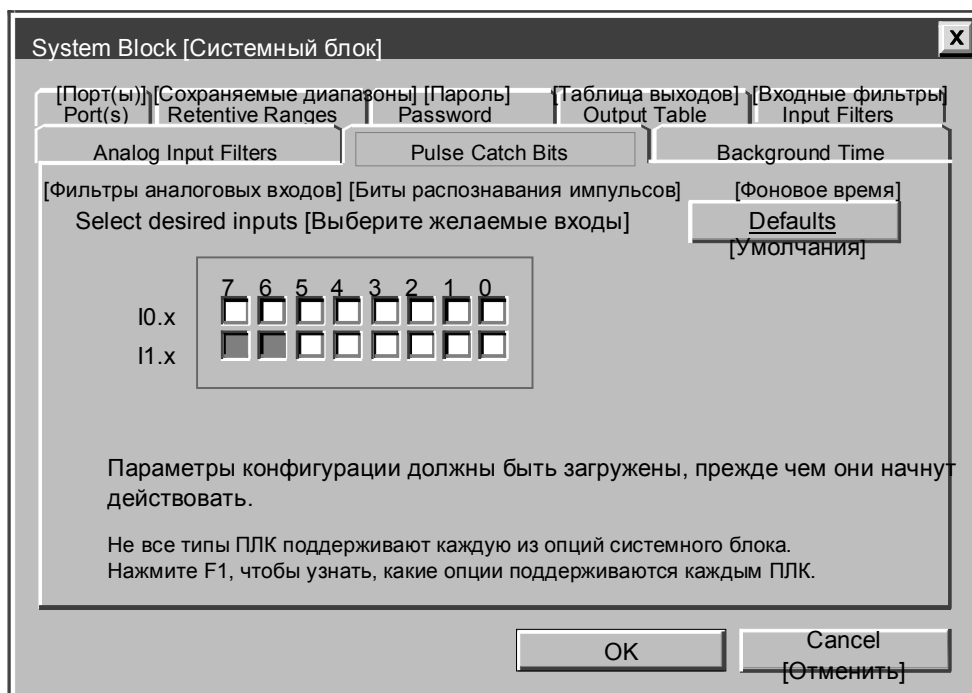 System Block [Системный блок]
X
[Порт(ы)] [Сохраняемые диапазоны] [Пароль] [Таблица выходов] [Входные фильтры]
Port(s) Retentive Ranges Password Output Table Input Filters
Analog Input Filters Pulse Catch Bits Background Time
[Фильтры аналоговых входов] [Биты распознавания импульсов] [Фоновое время]
Select desired inputs [Выберите желаемые входы] Defaults
[Умолчания]
7 6 5 4 3 2 1 0
I0.x
I1.x
Параметры конфигурации должны быть загружены, прежде чем они начнут
действовать.
Не все типы ПЛК поддерживают каждую из опций системного блока.
Нажмите F1, чтобы узнать, какие опции поддерживаются каждым ПЛК.
OK Cancel
[Отменить]